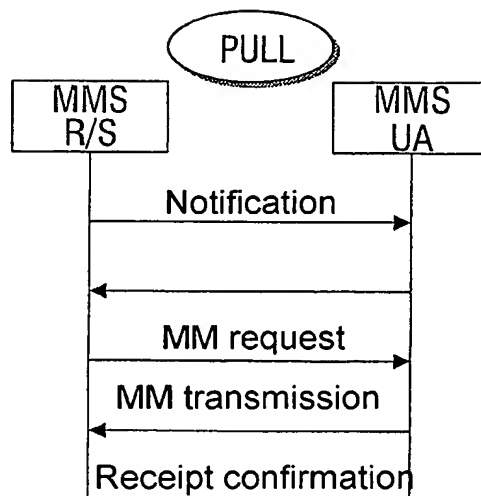 PULL
MMS
R/S
MMS
UA
Notification
MM request
MM transmission
Receipt confirmation